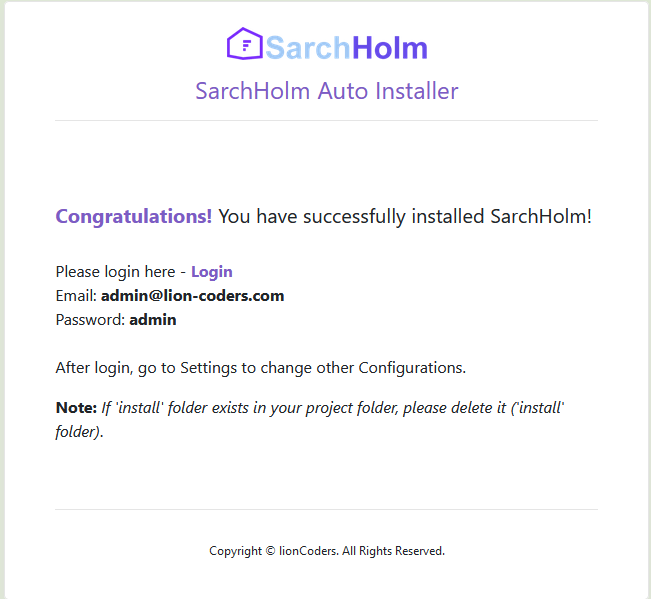 SarchHolm
SarchHolm Auto Installer
Congratulations! You have successfully installed SarchHolm!
Please login here - Login
Email: admin@lion-coders.com
Password: admin
After login, go to Settings to change other Configurations.
Note: If 'install' folder exists in your project folder, please delete it ('install'
folder).
Copyright © lionCoders. All Rights Reserved.